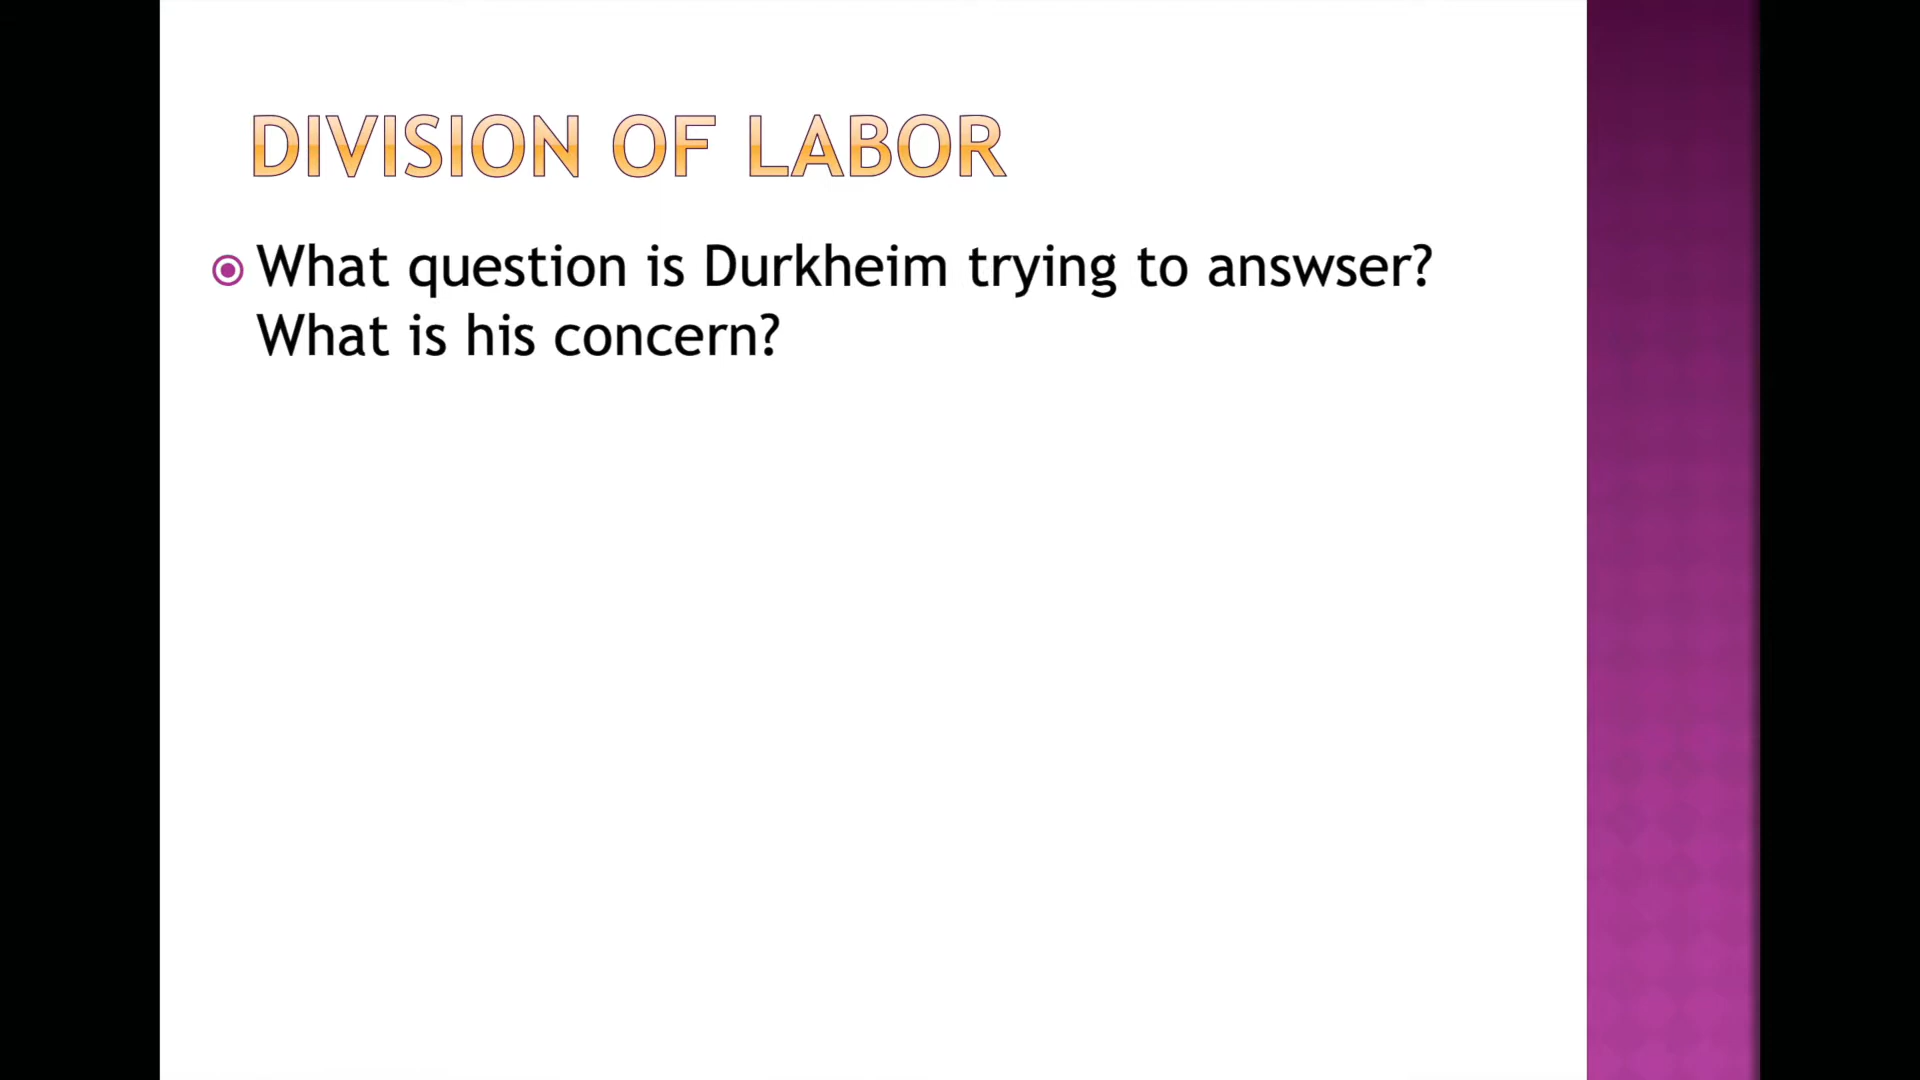 DIVISION OF LABOR
What question is Durkheim trying to answser?
What is his concern?